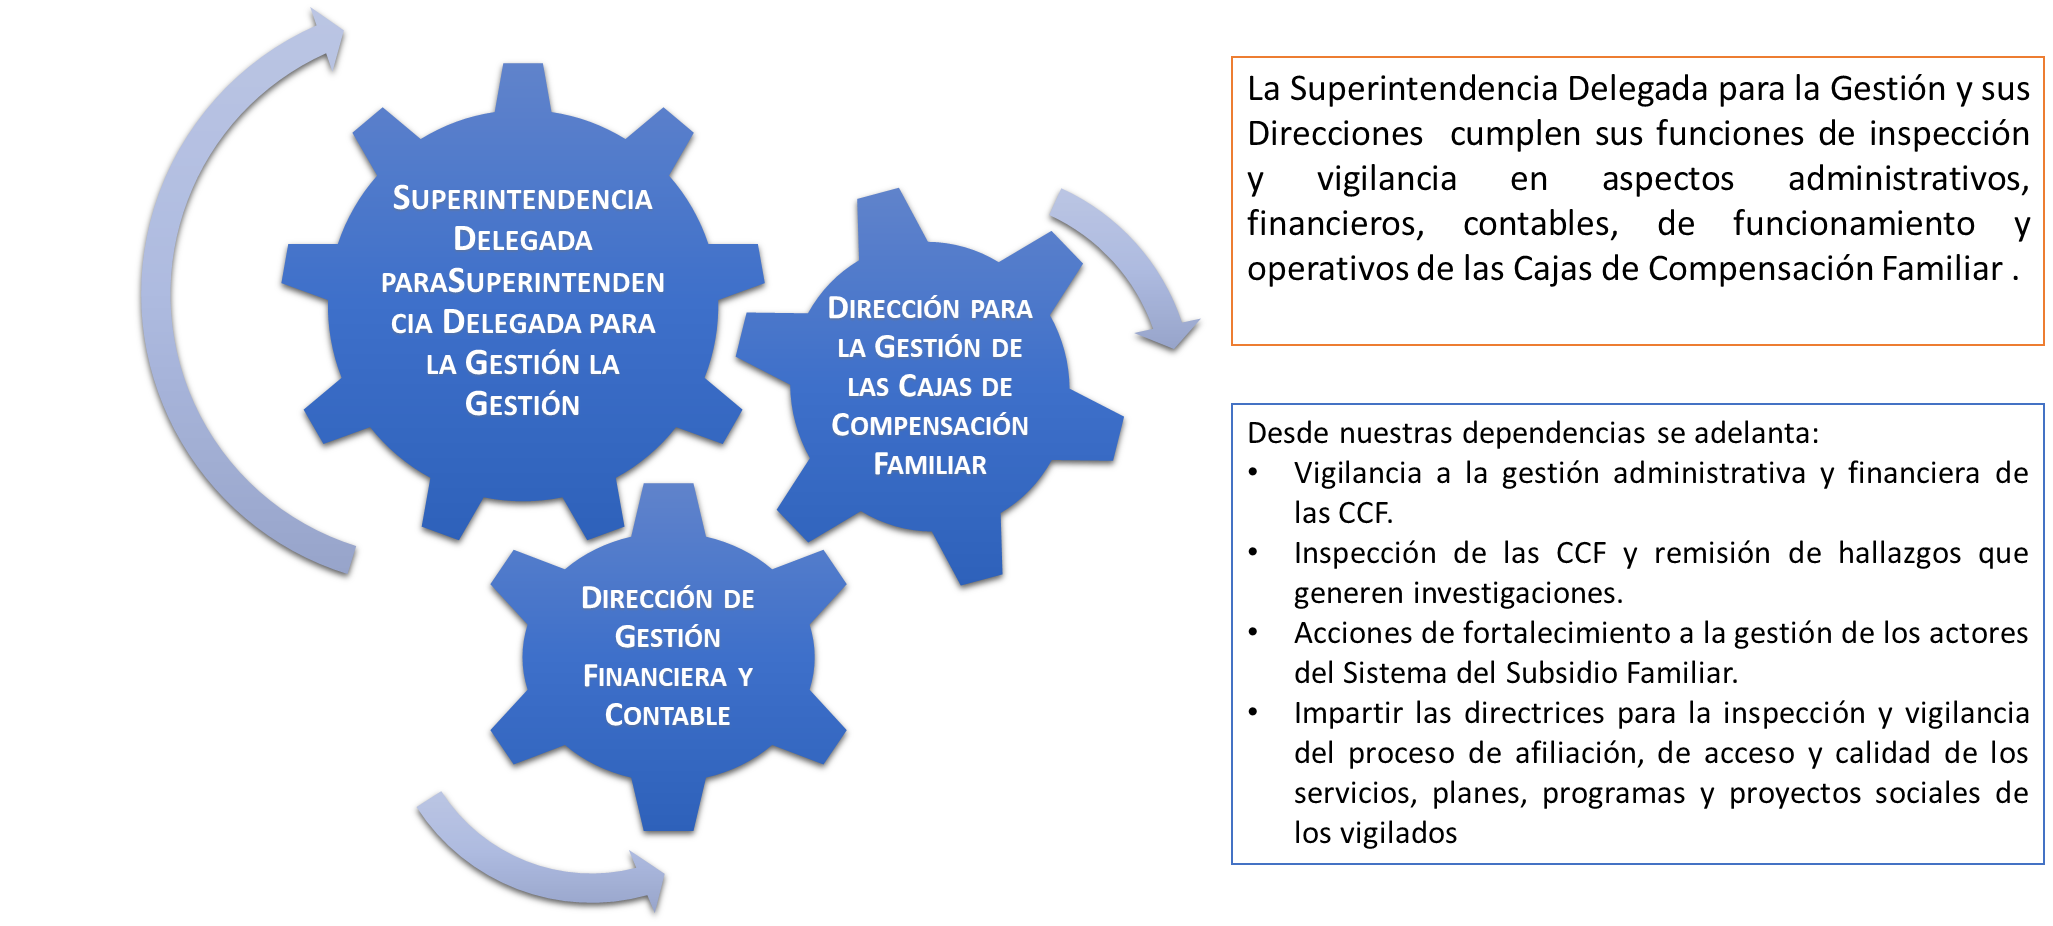 SUPERINTENDENCIA
DELEGADA
PARASUPERINTENDEN
CIA DELEGADA PARA
LA GESTIÓN LA
GESTIÓN
DIRECCIÓN PARA
LA GESTIÓN DE
LAS CAJAS DE
COMPENSACIÓN
FAMILIAR
DIRECCIÓN DE
GESTIÓN
FINANCIERA Y
CONTABLE
La Superintendencia Delegada para la Gestión y sus
Direcciones cumplen sus funciones de inspección
y vigilancia en aspectos administrativos,
financieros, contables, de funcionamiento y
operativos de las Cajas de Compensación Familiar .
Desde nuestras dependencias se adelanta:
• Vigilancia a la gestión administrativa y financiera de
las CCF.
• Inspección de las CCF y remisión de hallazgos que
generen investigaciones.
• Acciones de fortalecimiento a la gestión de los actores
del Sistema del Subsidio Familiar.
• Impartir las directrices para la inspección y vigilancia
del proceso de afiliación, de acceso y calidad de los
servicios, planes, programas y proyectos sociales de
los vigilados